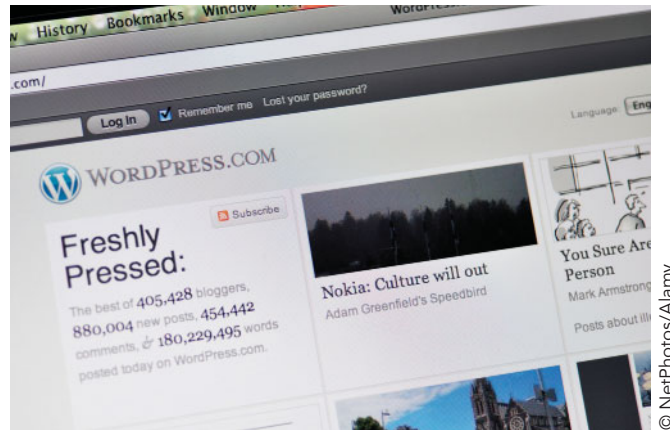 History Bookmarks Window
.com/
Log In Remember me Lost your password?
Language:
WORDPRESS.COM
Subscribe
Freshly
Pressed:
The best of 405,428 bloggers,
880,004 new posts, 454,442
comments, & 180,229,495 words
posted today on WordPress.com.
Nokia: Culture will out
Adam Greenfield's Speedbird
You Sure Are
Person
Mark Armstrong
Posts about
© NetPhotos/Alamy